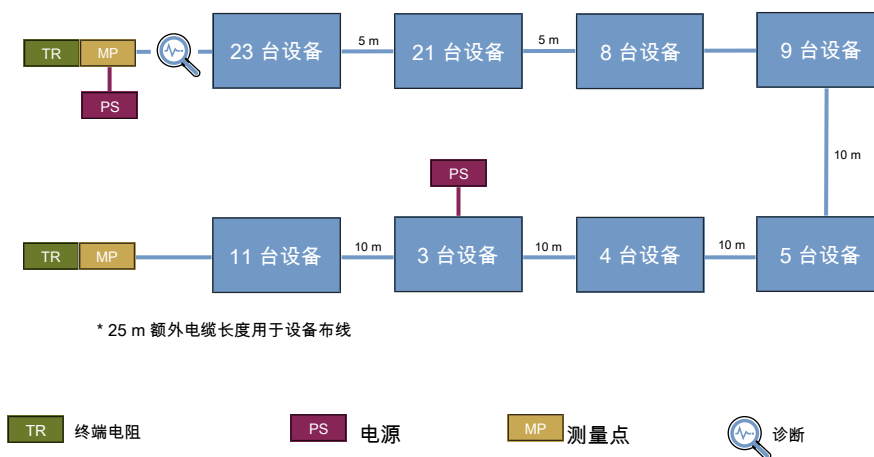 TR MP 23 台设备 5 m 21 台设备 5 m 8 台设备 9 台设备
PS
10 m
PS
TR MP 11 台设备 10 m 3 台设备 10 m 4 台设备 10 m 5 台设备
* 25 m 额外电缆长度用于设备布线
TR 终端电阻 PS 电源 MP 测量点 诊断